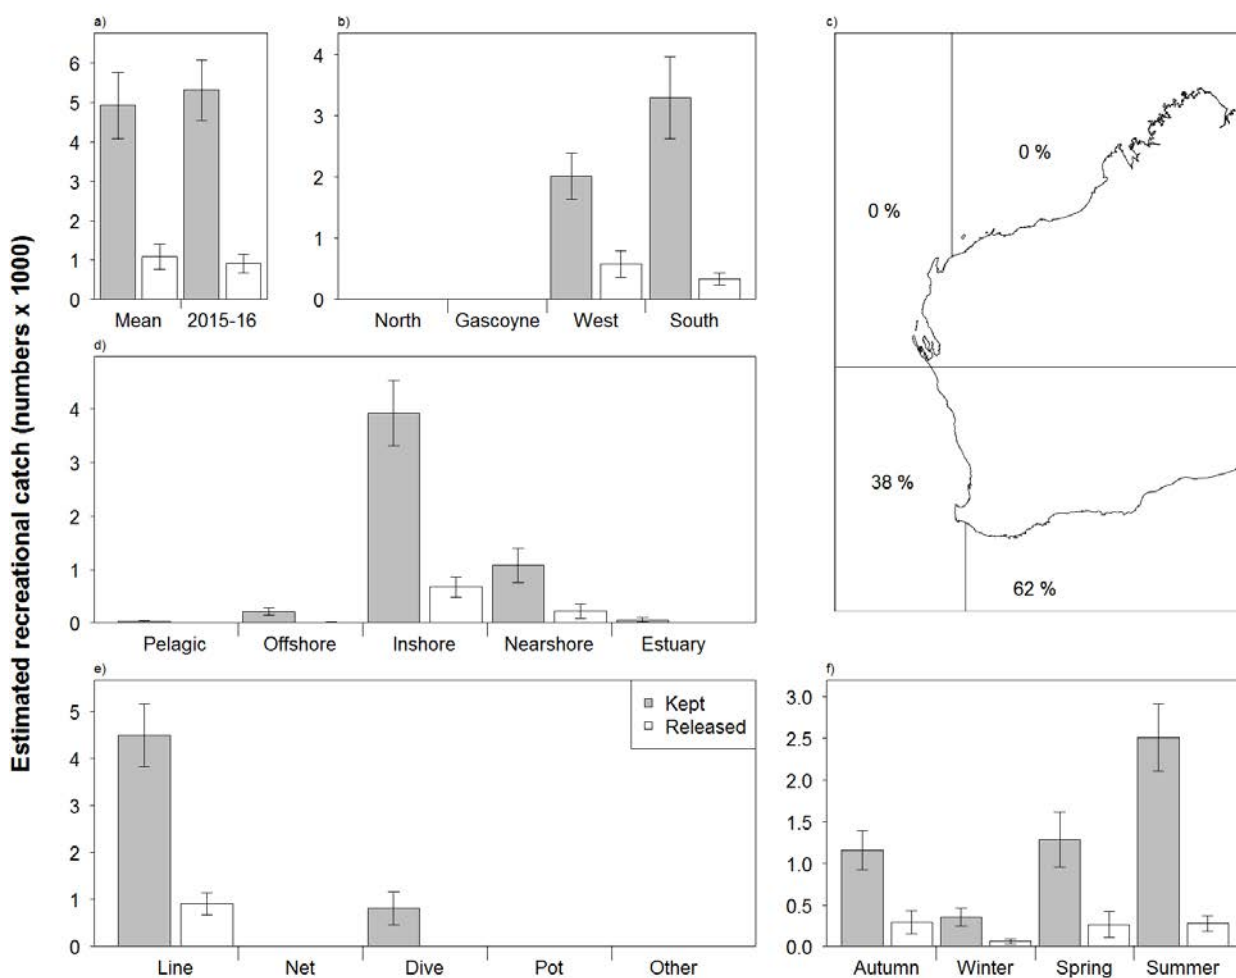 Estimated recreational catch (numbers x 1000)
a)
6
5
4
3
2
1
0
Mean 2015-16
b)
4
3
2
1
0
North Gascoyne West South
c)
0 %
0 %
38 %
62 %
d)
4
3
2
1
0
Pelagic Offshore Inshore Nearshore Estuary
e)
5
4
3
2
1
0
Kept
Released
Line Net Dive Pot Other
f)
3.0
2.5
2.0
1.5
1.0
0.5
0.0
Autumn Winter Spring Summer